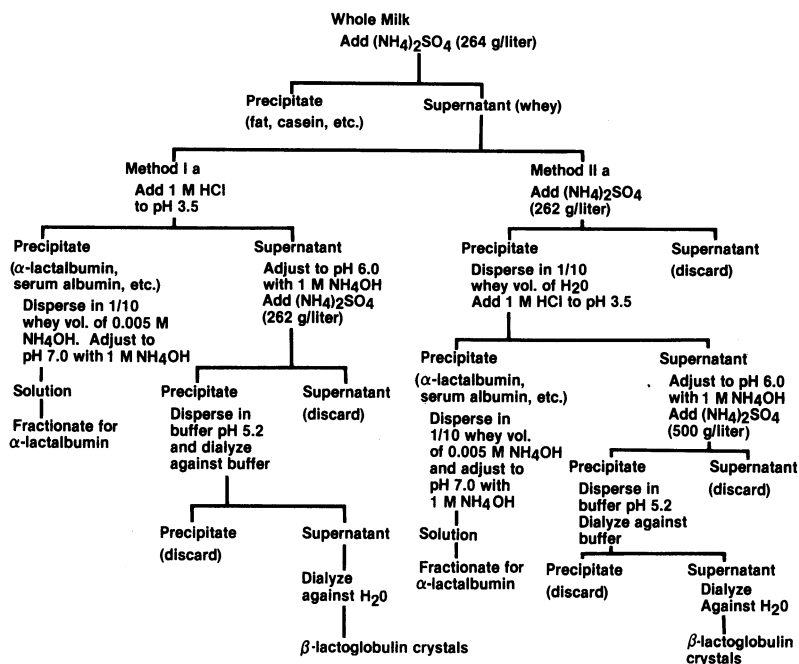 Whole Milk
Add (NH4)2SO4 (264 g/liter)
Precipitate
(fat, casein, etc.)
Supernatant (whey)
Method I a
Add 1 M HCl
to pH 3.5
Precipitate
(α-lactalbumin,
serum albumin, etc.)
Disperse in 1/10
whey vol. of 0.005 M
NH4OH. Adjust to
pH 7.0 with 1 M NH4OH
Solution
Fractionate for
α-lactalbumin
Supernatant
Adjust to pH 6.0
with 1 M NH4OH
Add (NH4)2SO4
(262 g/liter)
Precipitate
Disperse in
buffer pH 5.2
and dialyze
against buffer
Supernatant
(discard)
Precipitate
(discard)
Supernatant
Dialyze
against H20
β-lactoglobulin crystals
Method II a
Add (NH4)2SO4
(262 g/liter)
Precipitate
Disperse in 1/10
whey vol. of H20
Add 1 M HCl to pH 3.5
Supernatant
(discard)
Precipitate
(α-lactalbumin,
serum albumin, etc.)
Disperse in
1/10 whey vol.
of 0.005 M NH4OH
and adjust to
pH 7.0 with
1 M NH4OH
Solution
Fractionate for
α-lactalbumin
Supernatant
Adjust to pH 6.0
with 1 M NH4OH
Add (NH4)2SO4
(500 g/liter)
Precipitate
Disperse in
buffer pH 5.2
Dialyze against
buffer
Supernatant
(discard)
Precipitate
(discard)
Supernatant
Dialyze
Against H20
β-lactoglobulin
crystals